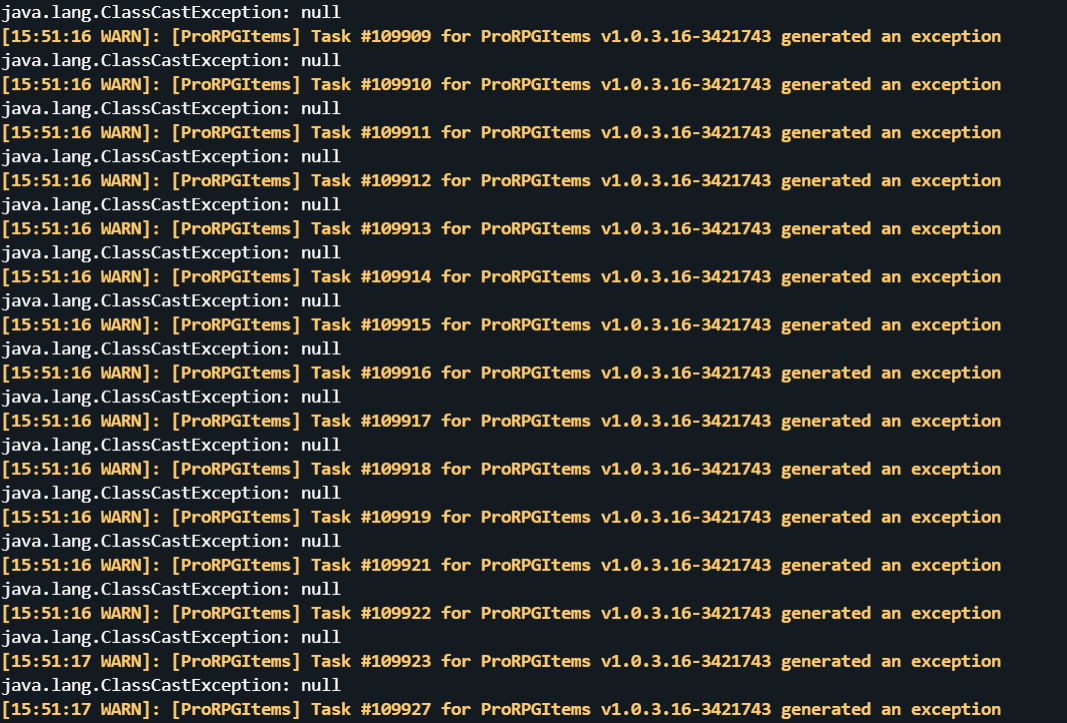 java.lang.ClassCastException: null
[15:51:16 WARN]: [ProRPGItems] Task #109909 for ProRPGItems v1.0.3.16-3421743 generated an exception
java.lang.ClassCastException: null
[15:51:16 WARN]: [ProRPGItems] Task #109910 for ProRPGItems v1.0.3.16-3421743 generated an exception
java.lang.ClassCastException: null
[15:51:16 WARN]: [ProRPGItems] Task #109911 for ProRPGItems v1.0.3.16-3421743 generated an exception
java.lang.ClassCastException: null
[15:51:16 WARN]: [ProRPGItems] Task #109912 for ProRPGItems v1.0.3.16-3421743 generated an exception
java.lang.ClassCastException: null
[15:51:16 WARN]: [ProRPGItems] Task #109913 for ProRPGItems v1.0.3.16-3421743 generated an exception
java.lang.ClassCastException: null
[15:51:16 WARN]: [ProRPGItems] Task #109914 for ProRPGItems v1.0.3.16-3421743 generated an exception
java.lang.ClassCastException: null
[15:51:16 WARN]: [ProRPGItems] Task #109915 for ProRPGItems v1.0.3.16-3421743 generated an exception
java.lang.ClassCastException: null
[15:51:16 WARN]: [ProRPGItems] Task #109916 for ProRPGItems v1.0.3.16-3421743 generated an exception
java.lang.ClassCastException: null
[15:51:16 WARN]: [ProRPGItems] Task #109917 for ProRPGItems v1.0.3.16-3421743 generated an exception
java.lang.ClassCastException: null
[15:51:16 WARN]: [ProRPGItems] Task #109918 for ProRPGItems v1.0.3.16-3421743 generated an exception
java.lang.ClassCastException: null
[15:51:16 WARN]: [ProRPGItems] Task #109919 for ProRPGItems v1.0.3.16-3421743 generated an exception
java.lang.ClassCastException: null
[15:51:16 WARN]: [ProRPGItems] Task #109921 for ProRPGItems v1.0.3.16-3421743 generated an exception
java.lang.ClassCastException: null
[15:51:16 WARN]: [ProRPGItems] Task #109922 for ProRPGItems v1.0.3.16-3421743 generated an exception
java.lang.ClassCastException: null
[15:51:17 WARN]: [ProRPGItems] Task #109923 for ProRPGItems v1.0.3.16-3421743 generated an exception
java.lang.ClassCastException: null
[15:51:17 WARN]: [ProRPGItems] Task #109927 for ProRPGItems v1.0.3.16-3421743 generated an exception